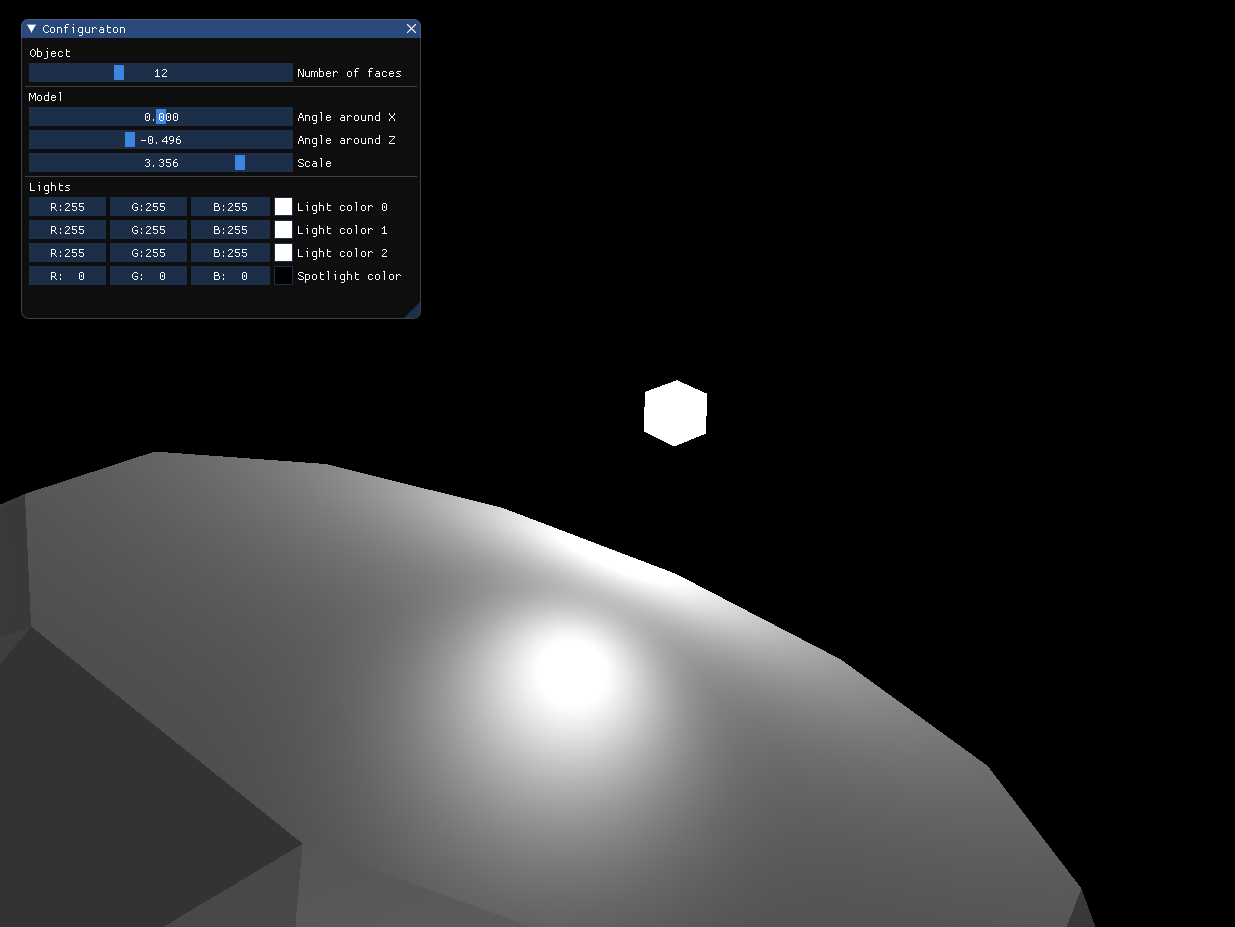 Configuraton
Object
12 Number of faces
Model
0.000 Angle around X
-0.496 Angle around Z
3.356 Scale
Lights
R:255 G:255 B:255 Light color 0
R:255 G:255 B:255 Light color 1
R:255 G:255 B:255 Light color 2
R: 0 G: 0 B: 0 Spotlight color